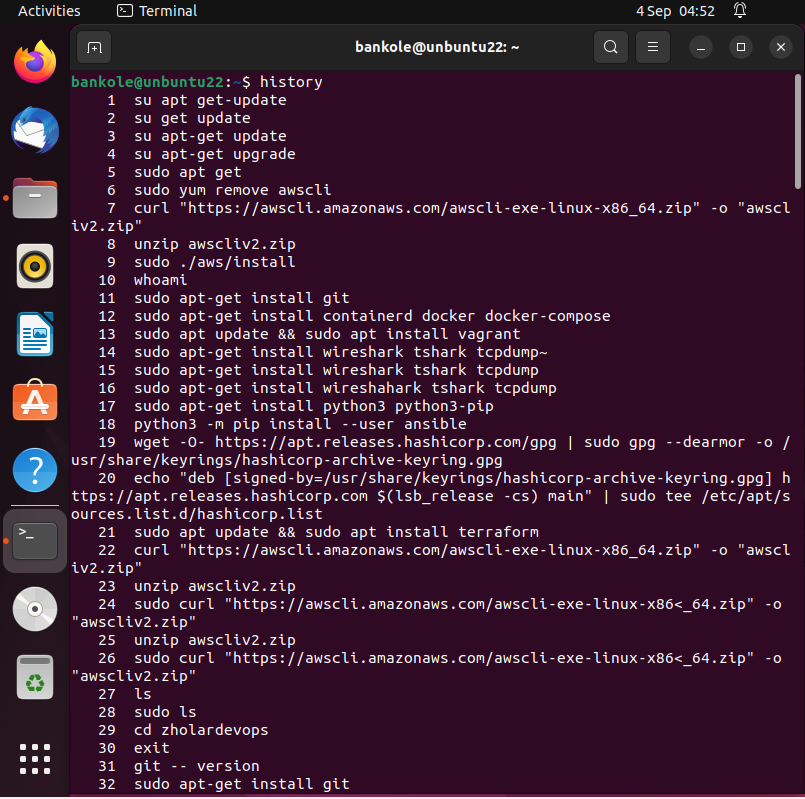 Activities Terminal 4 Sep 04:52
bankole@unbuntu22: ~
bankole@unbuntu22:~$ history
1 su apt get-update
2 su get update
3 su apt-get update
4 su apt-get upgrade
5 sudo apt get
6 sudo yum remove awscli
7 curl "https://awscli.amazonaws.com/awscli-exe-linux-x86_64.zip" -o "awscl
iv2.zip"
8 unzip awscliv2.zip
9 sudo ./aws/install
10 whoami
11 sudo apt-get install git
12 sudo apt-get install containerd docker docker-compose
13 sudo apt update && sudo apt install vagrant
14 sudo apt-get install wireshark tshark tcpdump~
15 sudo apt-get install wireshark tshark tcpdump
16 sudo apt-get install wireshahark tshark tcpdump
17 sudo apt-get install python3 python3-pip
18 python3 -m pip install --user ansible
19 wget -O- https://apt.releases.hashicorp.com/gpg | sudo gpg --dearmor -o /
usr/share/keyrings/hashicorp-archive-keyring.gpg
20 echo "deb [signed-by=/usr/share/keyrings/hashicorp-archive-keyring.gpg] h
ttps://apt.releases.hashicorp.com $(lsb_release -cs) main" | sudo tee /etc/apt/s
ources.list.d/hashicorp.list
21 sudo apt update && sudo apt install terraform
22 curl "https://awscli.amazonaws.com/awscli-exe-linux-x86_64.zip" -o "awscl
iv2.zip"
23 unzip awscliv2.zip
24 sudo curl "https://awscli.amazonaws.com/awscli-exe-linux-x86<_64.zip" -o
"awscliv2.zip"
25 unzip awscliv2.zip
26 sudo curl "https://awscli.amazonaws.com/awscli-exe-linux-x86<_64.zip" -o
"awscliv2.zip"
27 ls
28 sudo ls
29 cd zholardevops
30 exit
31 git -- version
32 sudo apt-get install git